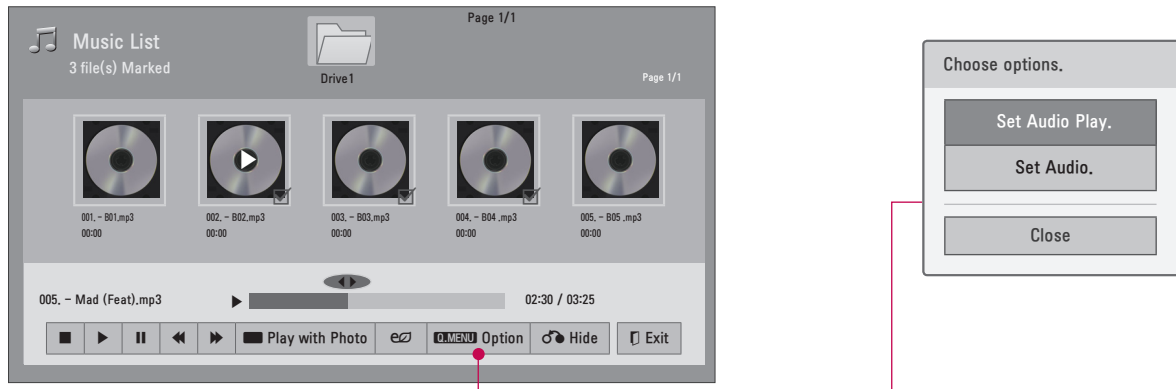 Page 1/1
Music List
3 file(s) Marked
Drive1
Page 1/1
001. - B01.mp3
00:00
002. - B02.mp3
00:00
003. - B03.mp3
00:00
004. - B04 .mp3
00:00
005. - B05 .mp3
00:00
005. - Mad (Feat).mp3
02:30 / 03:25
Play with Photo
Q.MENU Option
Hide
Exit
Choose options.
Set Audio Play.
Set Audio.
Close